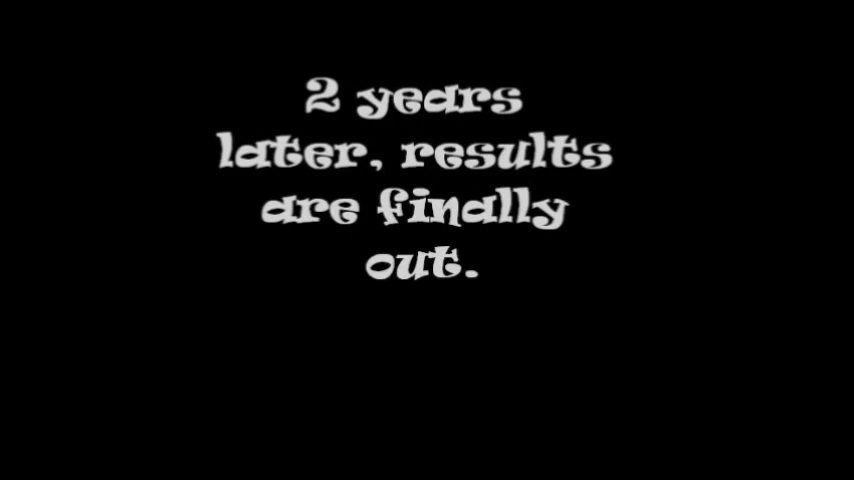 2 years
later, results
are finally
out.